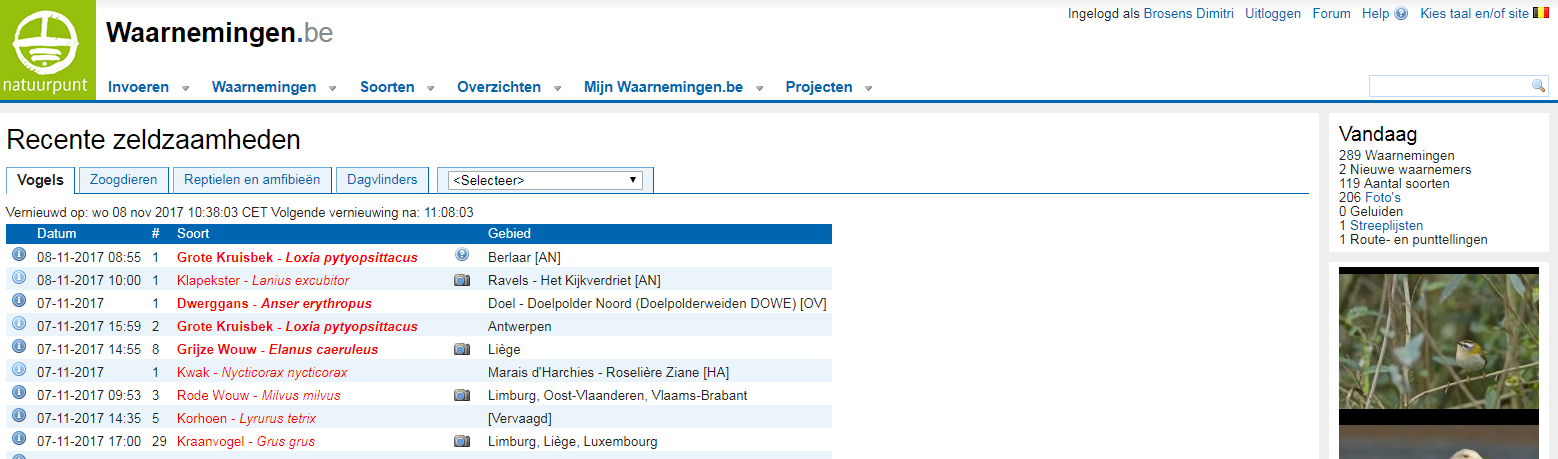 Ingelogd als Brosens Dimitri Uitloggen Forum Help Kies taal en/of site
natuurpunt
Waarnemingen.be
Invoeren Waarnemingen Soorten Overzichten Mijn Waarnemingen.be Projecten
Recente zeldzaamheden
Vogels Zoogdieren Reptielen en amfibieën Dagvlinders <Selecteer>
Vernieuwd op: wo 08 nov 2017 10:38:03 CET Volgende vernieuwing na: 11:08:03
Datum # Soort Gebied
08-11-2017 08:55 1 Grote Kruisbek - Loxia pytyopsittacus Berlaar [AN]
08-11-2017 10:00 1 Klapekster - Lanius excubitor Ravels - Het Kijkverdriet [AN]
07-11-2017 1 Dwerggans - Anser erythropus Doel - Doelpolder Noord (Doelpolderweiden DOWE) [OV]
07-11-2017 15:59 2 Grote Kruisbek - Loxia pytyopsittacus Antwerpen
07-11-2017 14:55 8 Grijze Wouw - Elanus caeruleus Liège
07-11-2017 1 Kwak - Nycticorax nycticorax Marais d'Harchies - Roselière Ziane [HA]
07-11-2017 09:53 3 Rode Wouw - Milvus milvus Limburg, Oost-Vlaanderen, Vlaams-Brabant
07-11-2017 14:35 5 Korhoen - Lyrurus tetrix [Vervaagd]
07-11-2017 17:00 29 Kraanvogel - Grus grus Limburg, Liège, Luxembourg
Vandaag
289 Waarnemingen
2 Nieuwe waarnemers
119 Aantal soorten
206 Foto's
0 Geluiden
1 Streeplijsten
1 Route- en punttellingen